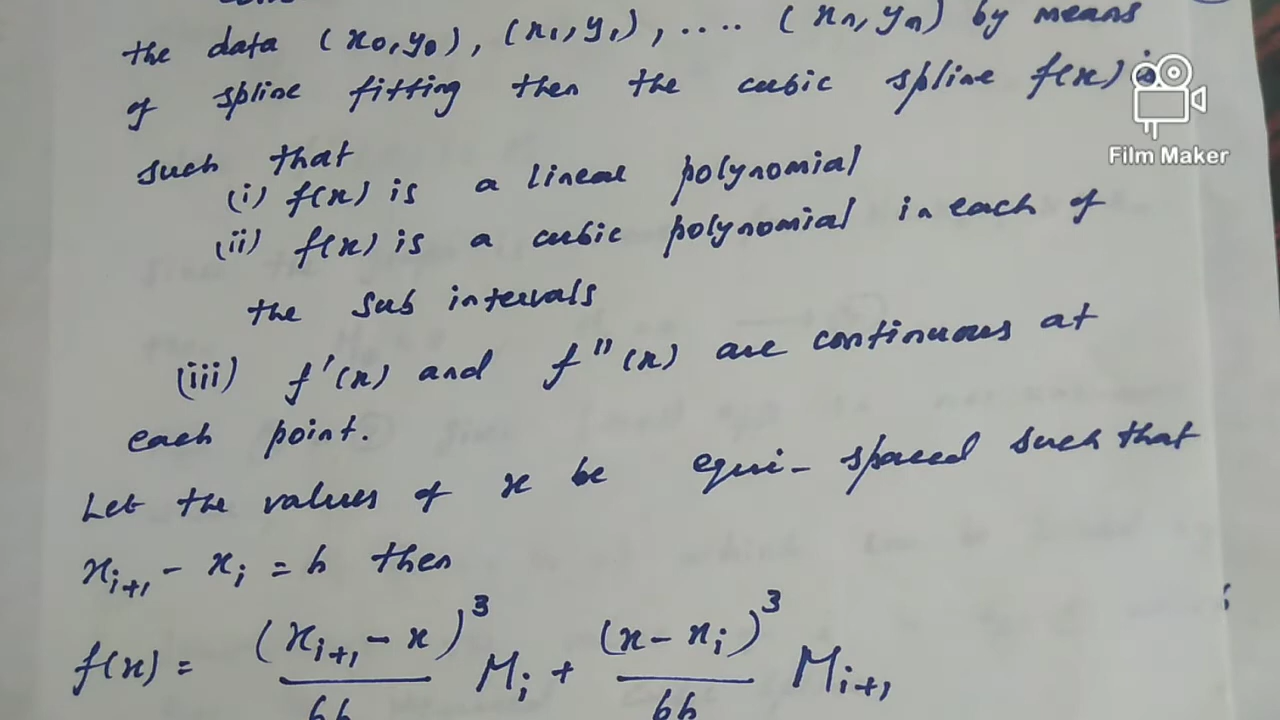 the data (x₀,y₀), (x₁,y₁), .... (xₙ,yₙ) by means
of spline fitting then the cubic spline f(x) is
such that
(i) f(x) is a linear polynomial
(ii) f(x) is a cubic polynomial in each of
the sub intervals
(iii) f'(x) and f"(x) are continuous at
each point.
Let the values of x be equi-spaced such that
xᵢ₊₁ - xᵢ = h then
f(x) = (xᵢ₊₁ - x)³/6h Mᵢ + (x - xᵢ)³/6h Mᵢ₊₁
Film Maker